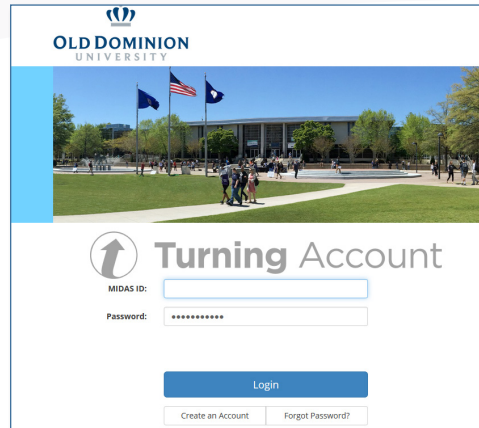 OLD DOMINION
UNIVERSITY
Turning Account
MIDAS ID:
Password:
Login
Create an Account
Forgot Password?